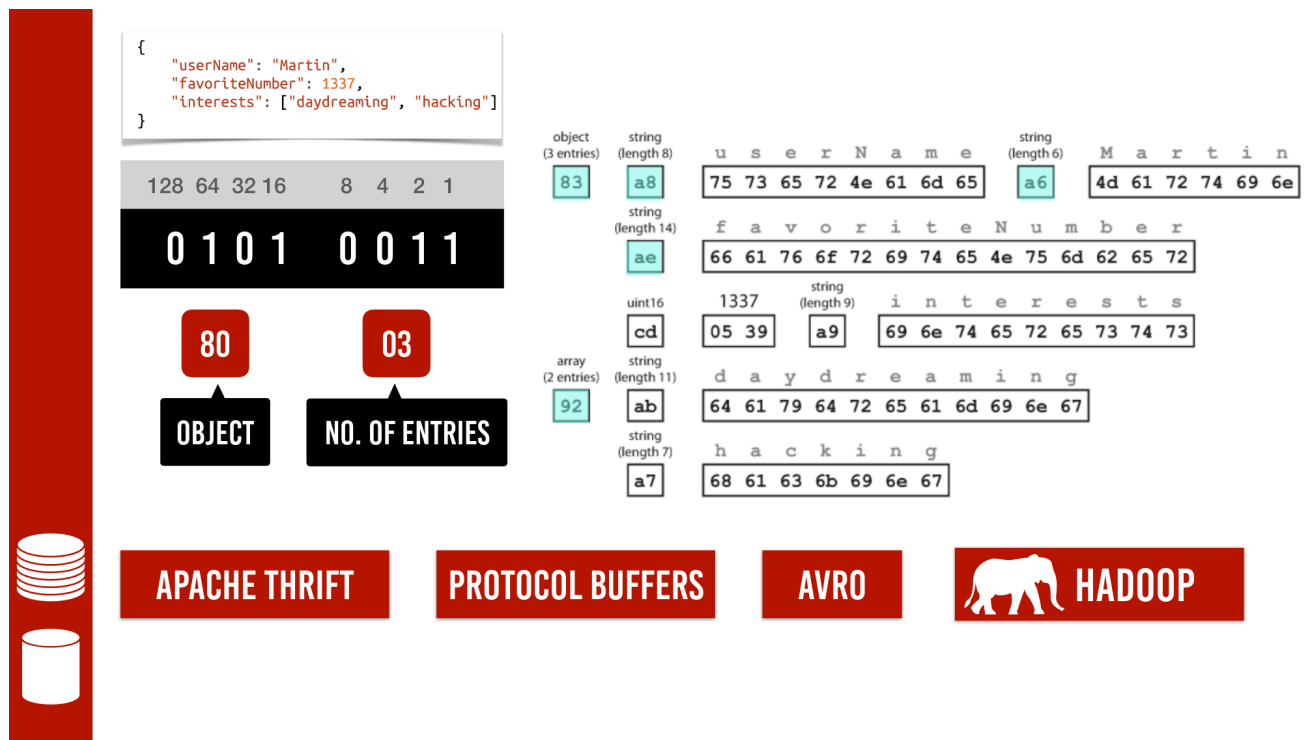 {
"userName": "Martin",
"favoriteNumber": 1337,
"interests": ["daydreaming", "hacking"]
}
128 64 32 16 8 4 2 1
0 1 0 1 0 0 1 1
80 03
OBJECT NO. OF ENTRIES
object string string
(3 entries) (length 8) u s e r N a m e (length 6) M a r t i n
83 a8 75 73 65 72 4e 61 6d 65 a6 4d 61 72 74 69 6e
string
(length 14) f a v o r i t e N u m b e r
ae 66 61 76 6f 72 69 74 65 4e 75 6d 62 65 72
string
uint16 1337 (length 9) i n t e r e s t s
cd 05 39 a9 69 6e 74 65 72 65 73 74 73
array string
(2 entries) (length 11) d a y d r e a m i n g
92 ab 64 61 79 64 72 65 61 6d 69 6e 67
string
(length 7) h a c k i n g
a7 68 61 63 6b 69 6e 67
APACHE THRIFT PROTOCOL BUFFERS AVRO HADOOP